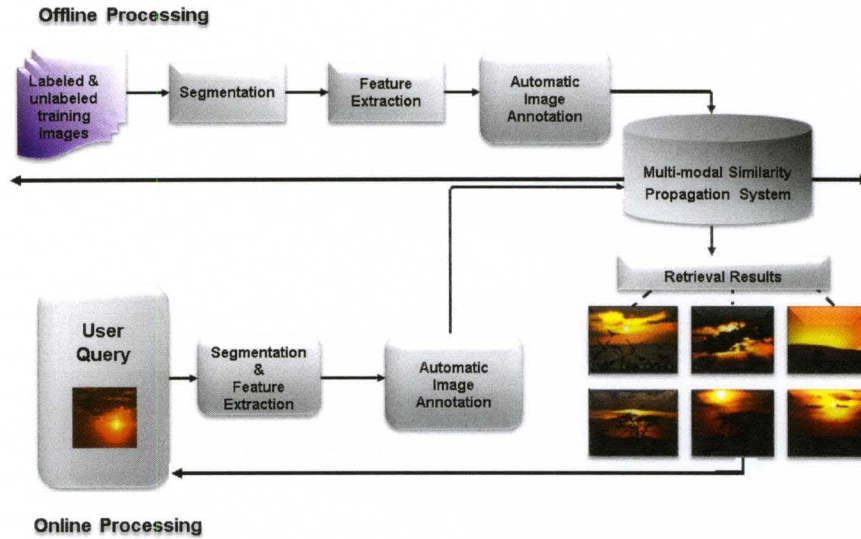 Offline Processing
Labeled &
unlabeled
training
images
Segmentation
Feature
Extraction
Automatic
Image
Annotation
Multi-modal Similarity
Propagation System
Retrieval Results
User
Query
Segmentation
&
Feature
Extraction
Automatic
Image
Annotation
Online Processing